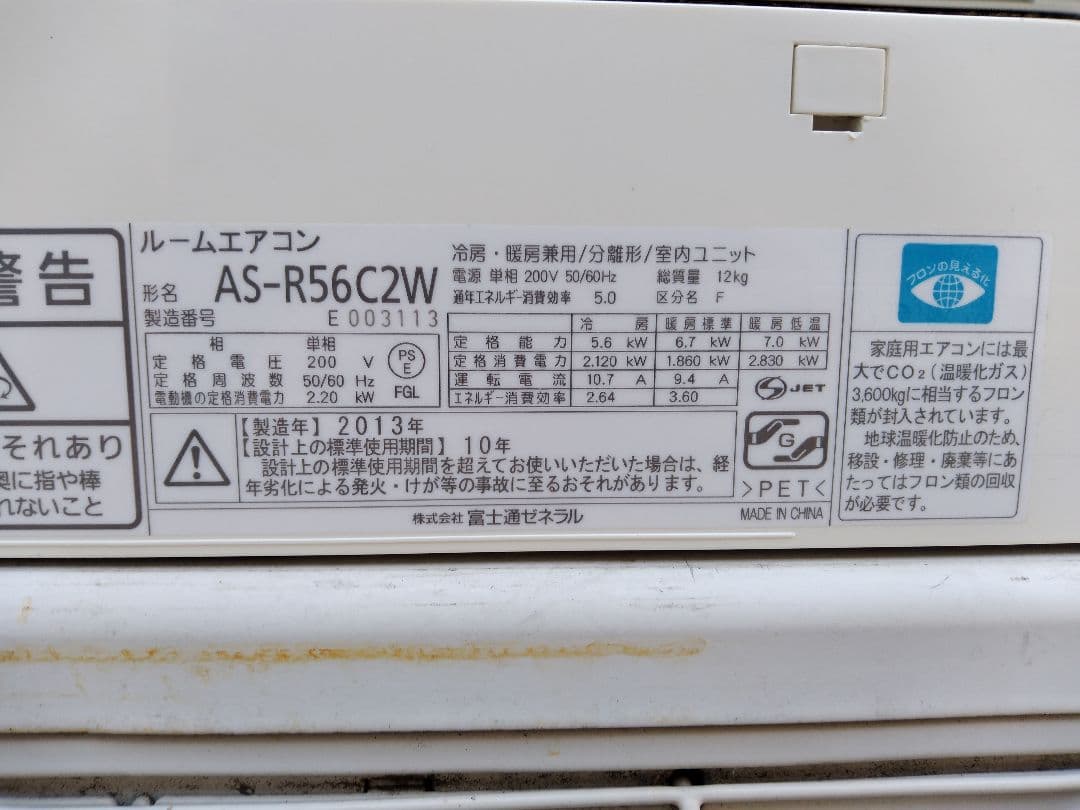 警告
それあり
奥に指や棒
れないこと
ルームエアコン
形名 AS-R56C2W
製造番号 E 003113
相 単相
定格電圧 200 V
定格周波数 50/60 Hz
電動機の定格消費電力 2.20 kW
PS
E
FGL
冷房・暖房兼用/分離形/室内ユニット
電源 単相 200V 50/60Hz 総質量 12kg
通年エネルギー消費効率 5.0 区分名 F
冷房 暖房標準 暖房低温
定格能力 5.6 kW 6.7 kW 7.0 kW
定格消費電力 2.120 kW 1.860 kW 2.830 kW
運転電流 10.7 A 9.4 A
エネルギー消費効率 2.64 3.60
JET
【製造年】2013年
【設計上の標準使用期間】10年
設計上の標準使用期間を超えてお使いいただいた場合は、経
年劣化による発火・けが等の事故に至るおそれがあります。
G
>PET<
株式会社 富士通ゼネラル
MADE IN CHINA
フロンの見える化
家庭用エアコンには最
大でCO2(温暖化ガス)
3,600kgに相当するフロン
類が封入されています。
地球温暖化防止のため、
移設・修理・廃棄等にあ
たってはフロン類の回収
が必要です。